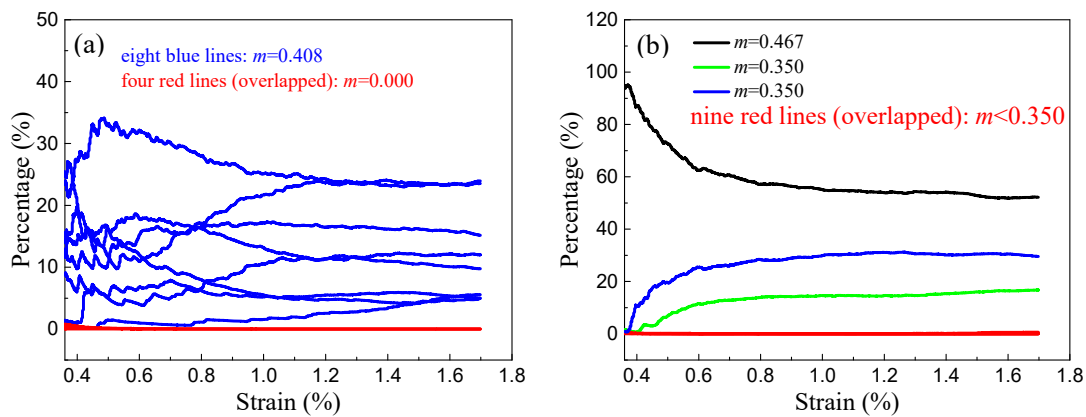 (a)
eight blue lines: m=0.408
four red lines (overlapped): m=0.000
50
40
30
20
10
0
Percentage (%)
0.4 0.6 0.8 1.0 1.2 1.4 1.6 1.8
Strain (%)
(b)
m=0.467
m=0.350
m=0.350
nine red lines (overlapped): m<0.350
120
100
80
60
40
20
0
Percentage (%)
0.4 0.6 0.8 1.0 1.2 1.4 1.6 1.8
Strain (%)